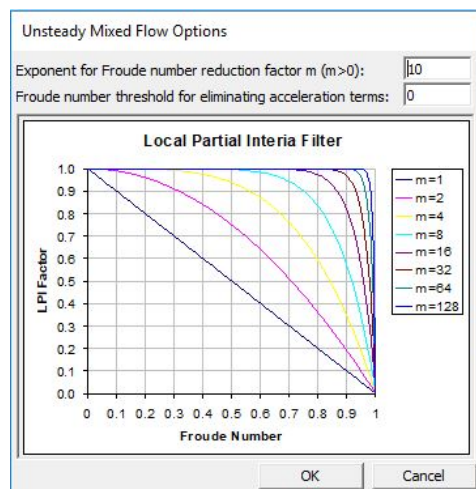 Unsteady Mixed Flow Options
Exponent for Froude number reduction factor m (m>0): 10
Froude number threshold for eliminating acceleration terms: 0
Local Partial Interia Filter
1.0
0.9
0.8
0.7
0.6
0.5
0.4
0.3
0.2
0.1
0.0
LPI Factor
0 0.1 0.2 0.3 0.4 0.5 0.6 0.7 0.8 0.9 1
Froude Number
m=1
m=2
m=4
m=8
m=16
m=32
m=64
m=128
OK Cancel